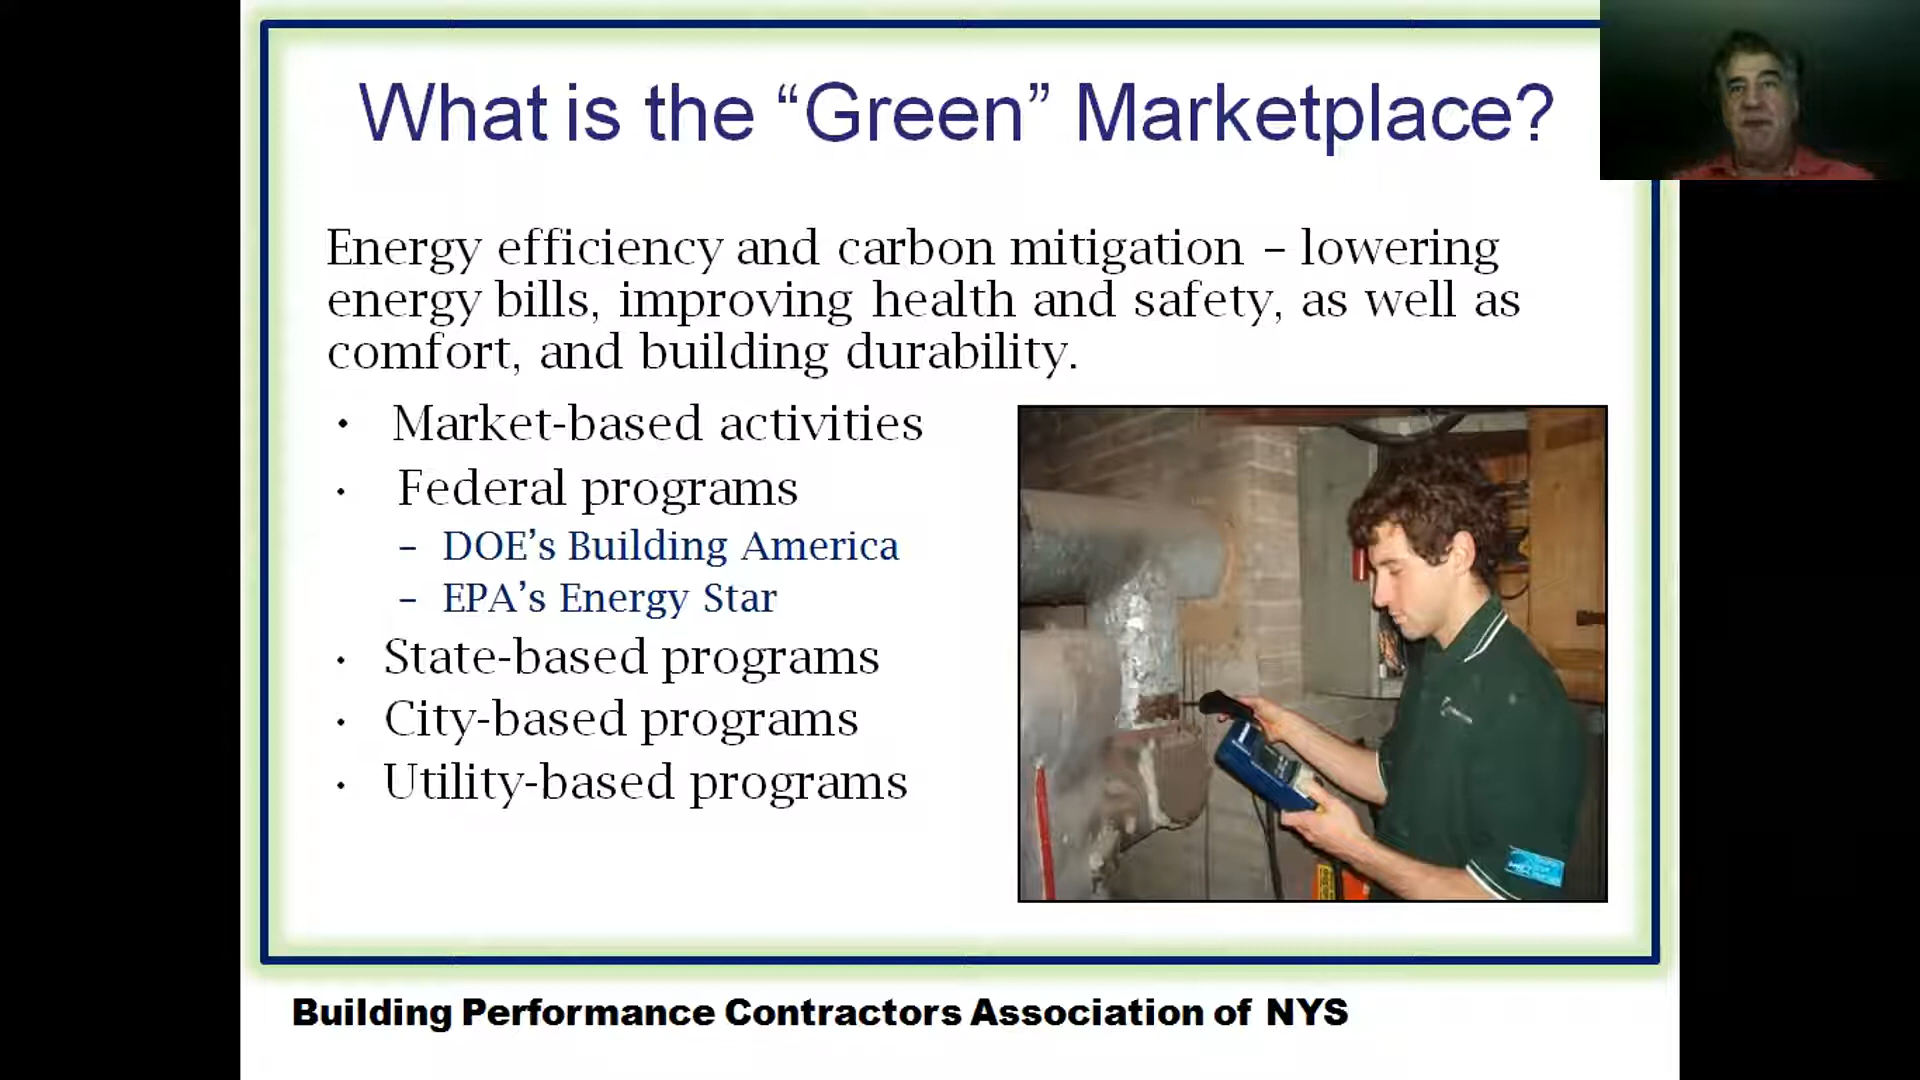 What is the “Green” Marketplace?
Energy efficiency and carbon mitigation – lowering
energy bills, improving health and safety, as well as
comfort, and building durability.
• Market-based activities
• Federal programs
– DOE’s Building America
– EPA’s Energy Star
• State-based programs
• City-based programs
• Utility-based programs
Building Performance Contractors Association of NYS